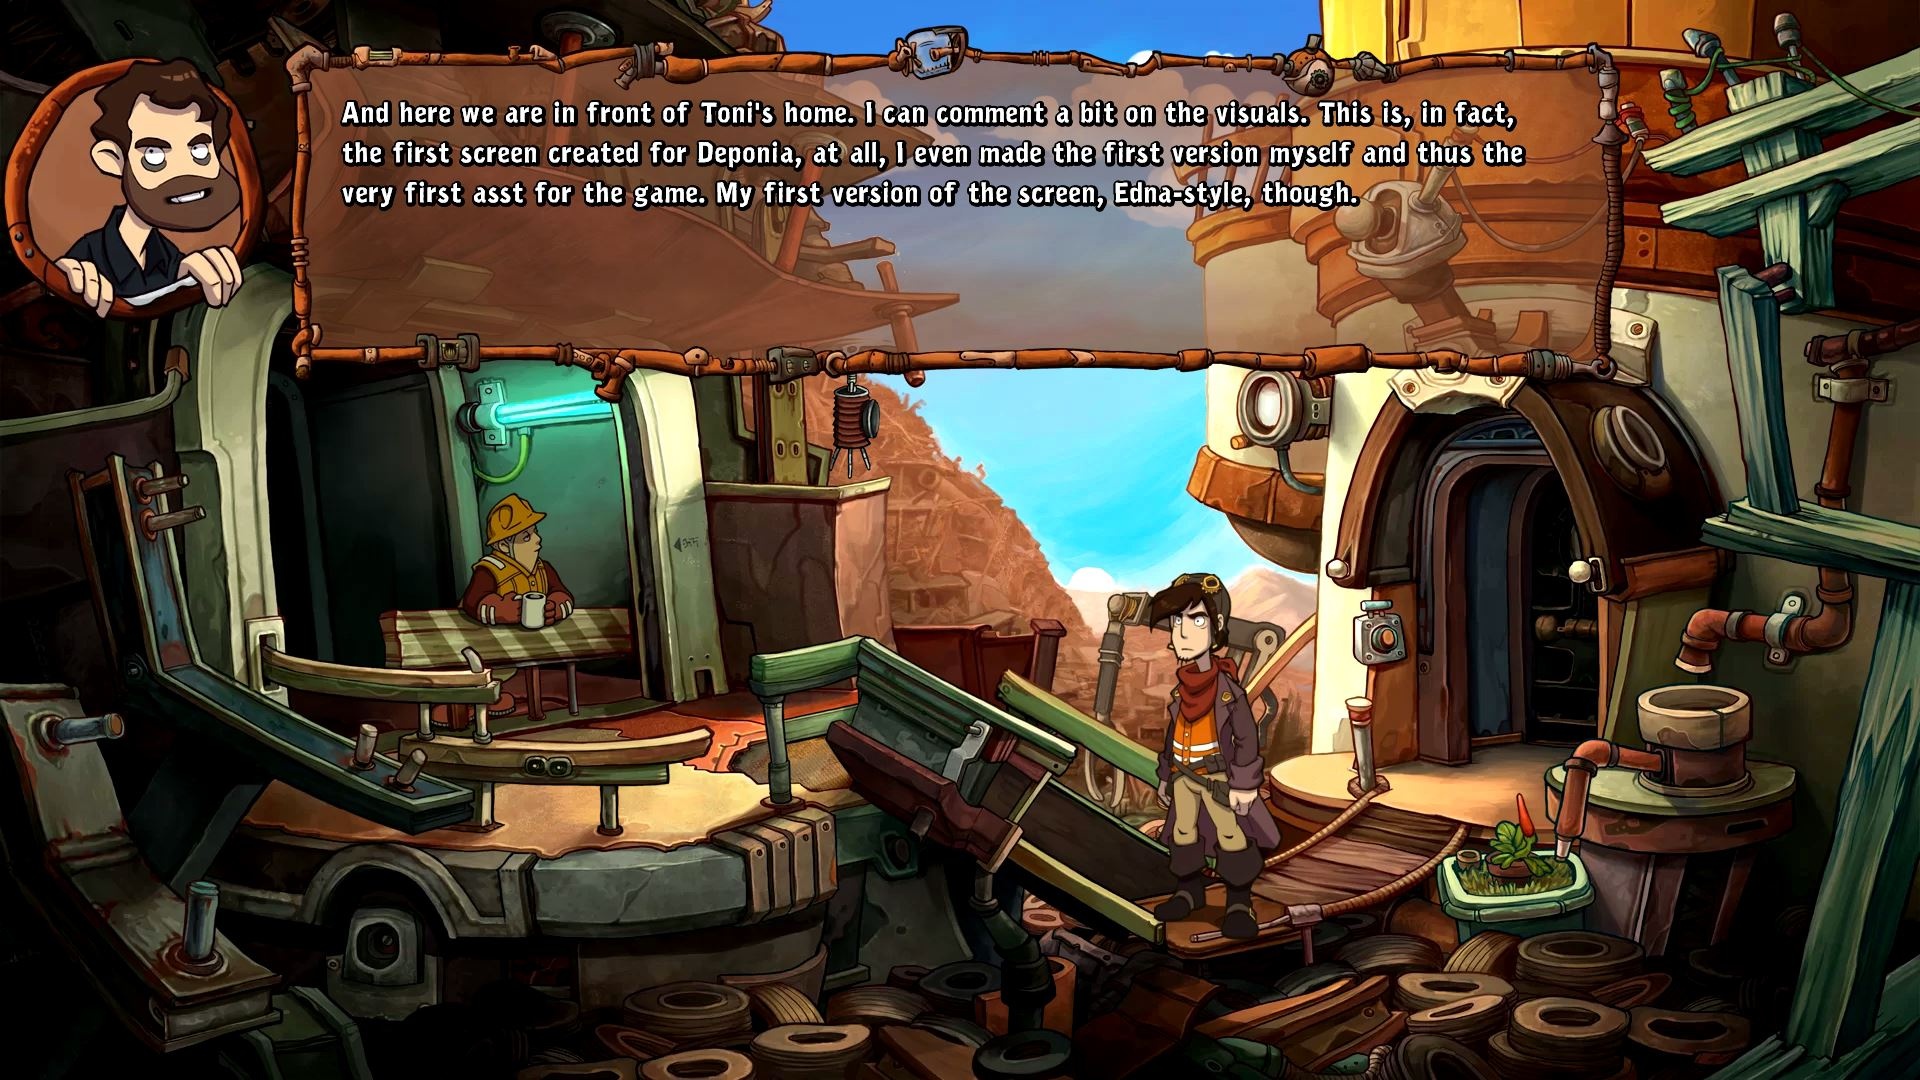 And here we are in front of Toni's home. I can comment a bit on the visuals. This is, in fact,
the first screen created for Deponia, at all, I even made the first version myself and thus the
very first asst for the game. My first version of the screen, Edna-style, though.